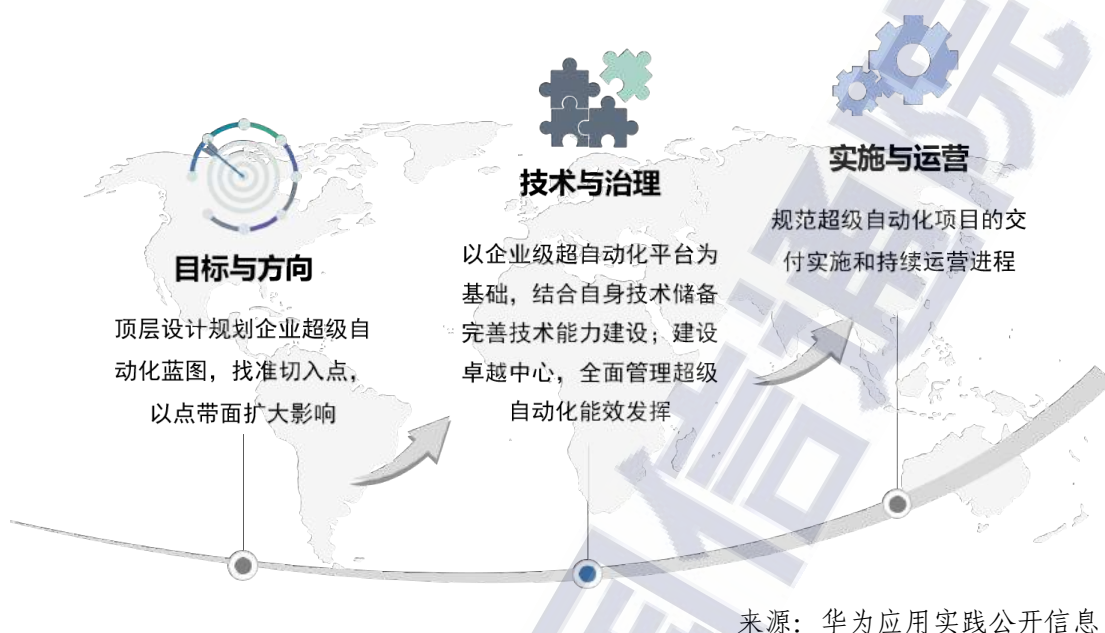 目标与方向
顶层设计规划企业超级自
动化蓝图，找准切入点，
以点带面扩大影响
技术与治理
以企业级超自动化平台为
基础，结合自身技术储备
完善技术能力建设；建设
卓越中心，全面管理超级
自动化能效发挥
实施与运营
规范超级自动化项目的交
付实施和持续运营进程
来源：华为应用实践公开信息